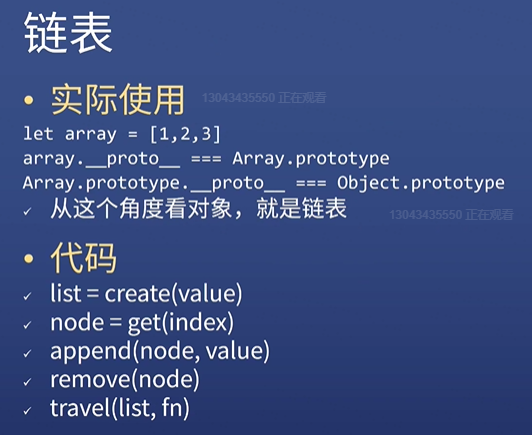 链表
• 实际使用
13043435550 正在观看
let array = [1,2,3]
array.__proto__ === Array.prototype
Array.prototype.__proto__ === Object.prototype
✓ 从这个角度看对象，就是链表
13043435550 正在观看
• 代码
✓ list = create(value)
✓ node = get(index)
✓ append(node, value)
✓ remove(node)
✓ travel(list, fn)